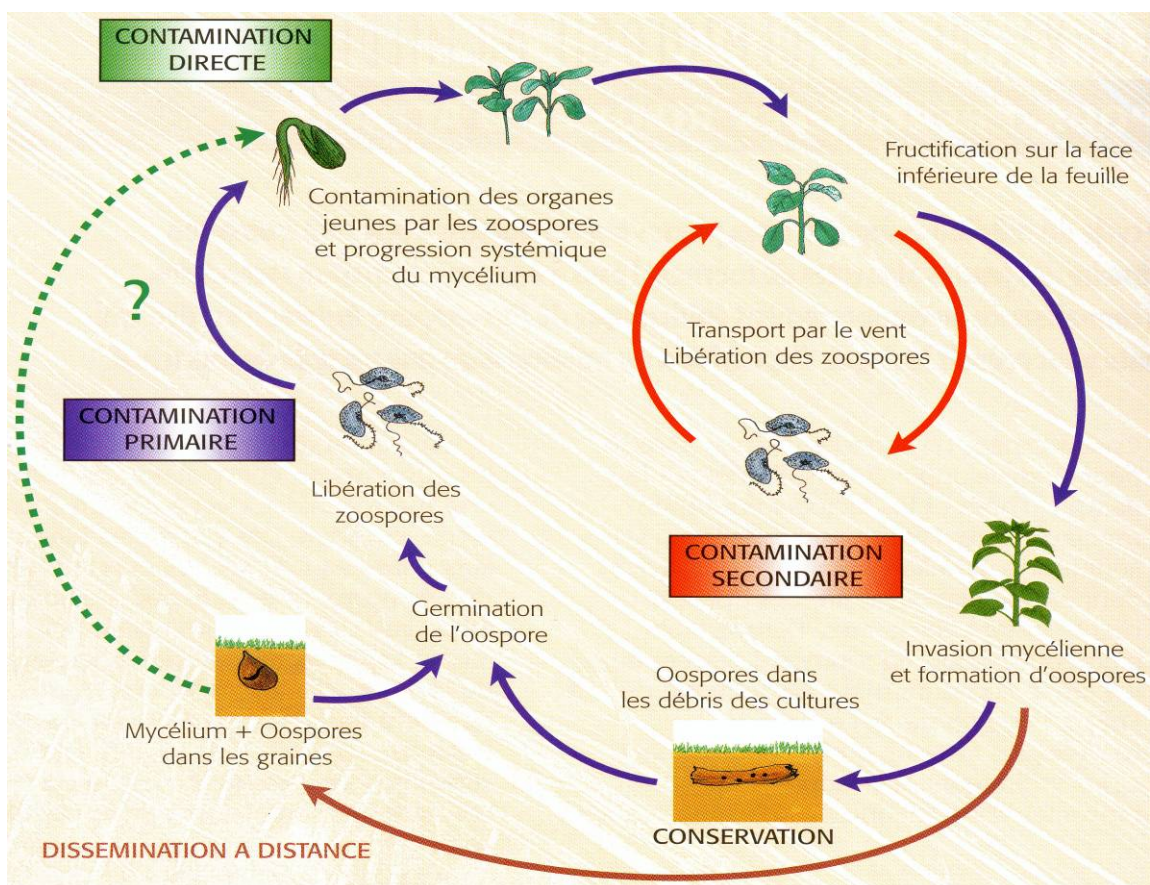 CONTAMINATION
DIRECTE
Fructification sur la face
inférieure de la feuille
Contamination des organes
jeunes par les zoospores
et progression systémique
du mycélium
?
Transport par le vent
Libération des zoospores
CONTAMINATION
PRIMAIRE
Libération des
zoospores
CONTAMINATION
SECONDAIRE
Germination
de l'oospore
Invasion mycélienne
et formation d'oospores
Oospores dans
les débris des cultures
Mycélium + Oospores
dans les graines
CONSERVATION
DISSEMINATION A DISTANCE